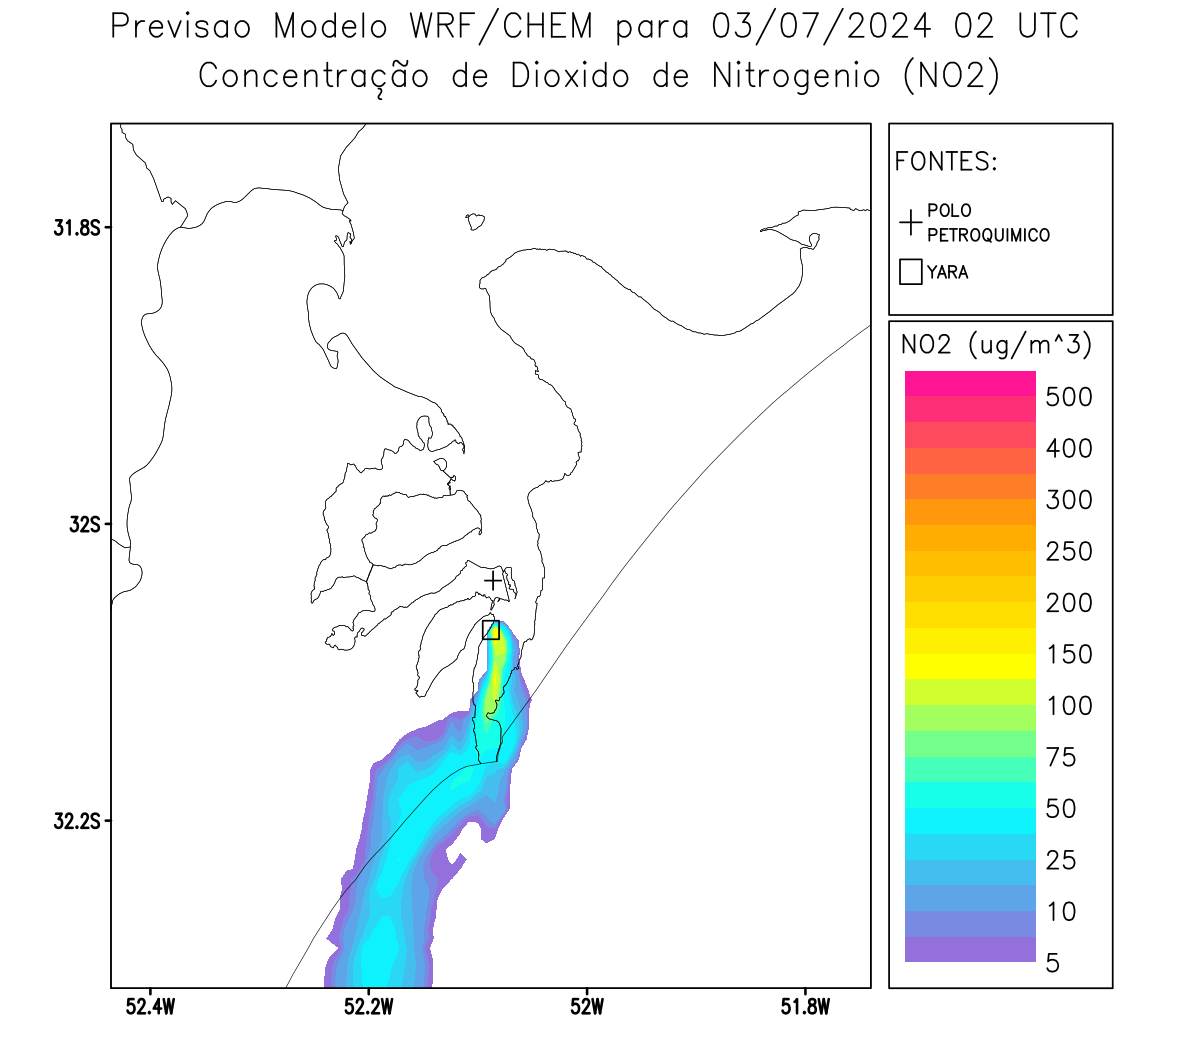 Previsao Modelo WRF/CHEM para 03/07/2024 02 UTC
Concentração de Dioxido de Nitrogenio (NO2)
FONTES:
POLO
PETROQUIMICO
YARA
NO2 (ug/m^3)
500
400
300
250
200
150
100
75
50
25
10
5
31.8S
32S
32.2S
52.4W
52.2W
52W
51.8W